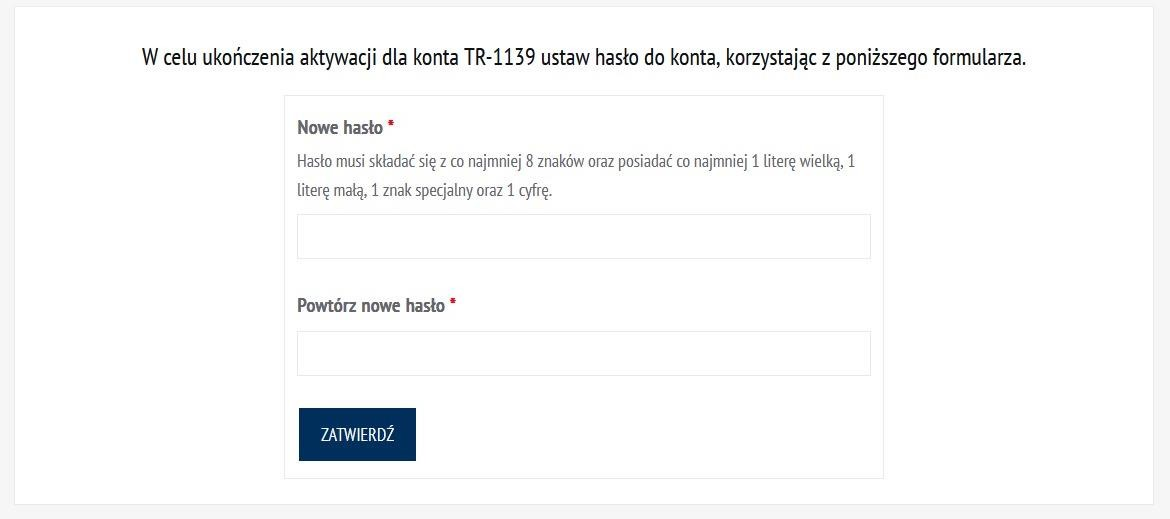 W celu ukończenia aktywacji dla konta TR-1139 ustaw hasło do konta, korzystając z poniższego formularza.
Nowe hasło *
Hasło musi składać się z co najmniej 8 znaków oraz posiadać co najmniej 1 literę wielką, 1
literę małą, 1 znak specjalny oraz 1 cyfrę.
Powtórz nowe hasło *
ZATWIERDŹ